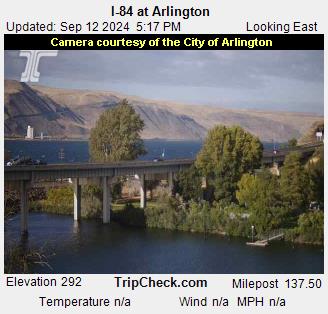 I-84 at Arlington
Updated: Sep 12 2024 5:17 PM Looking East
Camera courtesy of the City of Arlington
Elevation 292 TripCheck.com Milepost 137.50
Temperature n/a Wind n/a MPH n/a